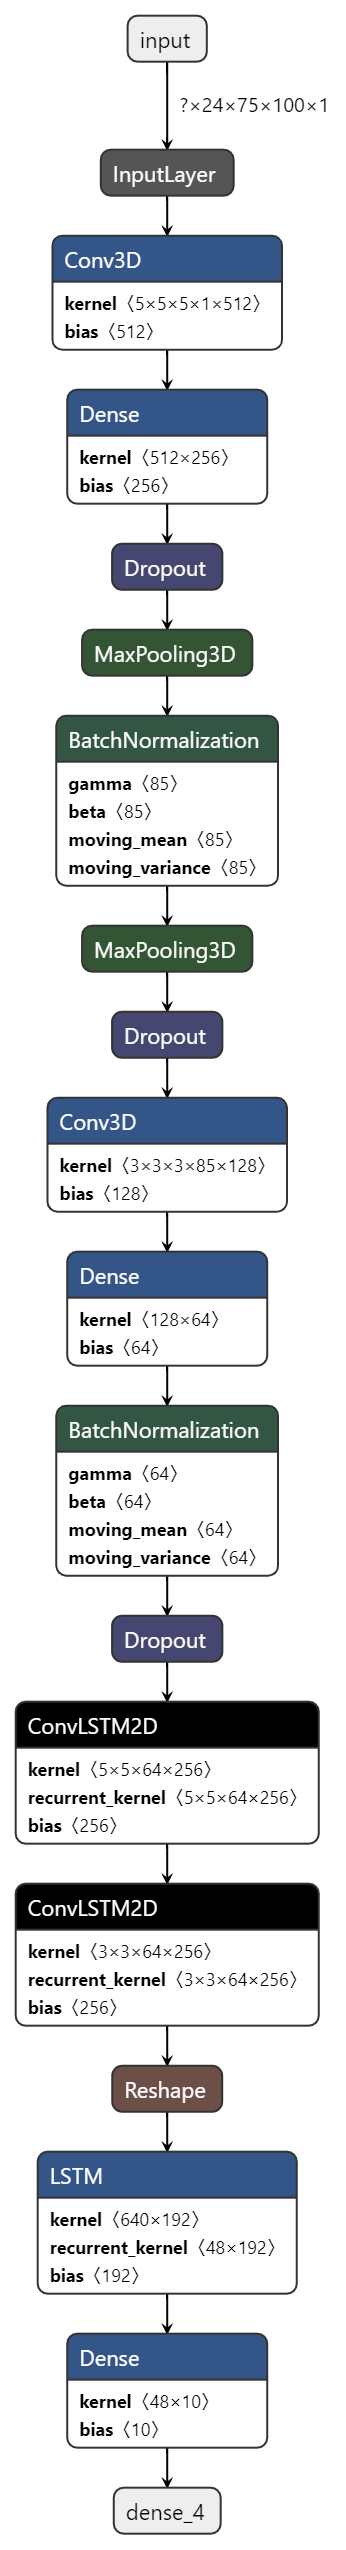 input
?×24×75×100×1
InputLayer
Conv3D
kernel 〈5×5×5×1×512〉
bias 〈512〉
Dense
kernel 〈512×256〉
bias 〈256〉
Dropout
MaxPooling3D
BatchNormalization
gamma 〈85〉
beta 〈85〉
moving_mean 〈85〉
moving_variance 〈85〉
MaxPooling3D
Dropout
Conv3D
kernel 〈3×3×3×85×128〉
bias 〈128〉
Dense
kernel 〈128×64〉
bias 〈64〉
BatchNormalization
gamma 〈64〉
beta 〈64〉
moving_mean 〈64〉
moving_variance 〈64〉
Dropout
ConvLSTM2D
kernel 〈5×5×64×256〉
recurrent_kernel 〈5×5×64×256〉
bias 〈256〉
ConvLSTM2D
kernel 〈3×3×64×256〉
recurrent_kernel 〈3×3×64×256〉
bias 〈256〉
Reshape
LSTM
kernel 〈640×192〉
recurrent_kernel 〈48×192〉
bias 〈192〉
Dense
kernel 〈48×10〉
bias 〈10〉
dense_4